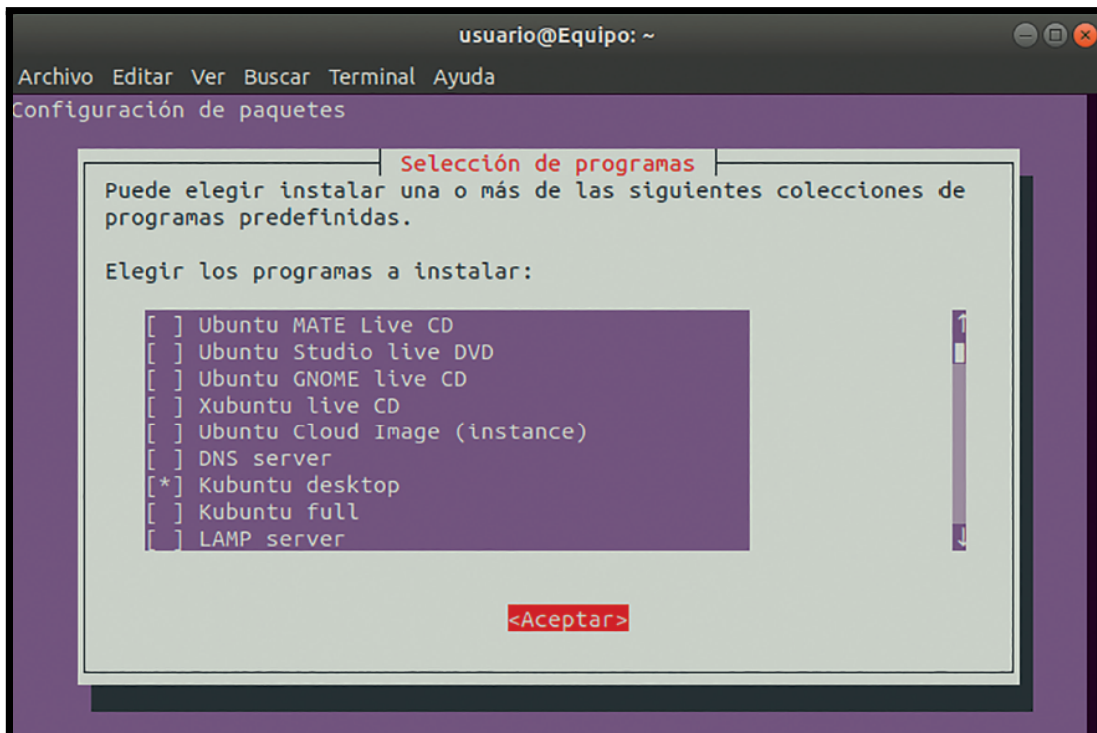 usuario@Equipo: ~
Archivo Editar Ver Buscar Terminal Ayuda
Configuración de paquetes
Selección de programas
Puede elegir instalar una o más de las siguientes colecciones de
programas predefinidas.
Elegir los programas a instalar:
[ ] Ubuntu MATE Live CD
[ ] Ubuntu Studio live DVD
[ ] Ubuntu GNOME live CD
[ ] Xubuntu live CD
[ ] Ubuntu Cloud Image (instance)
[ ] DNS server
[*] Kubuntu desktop
[ ] Kubuntu full
[ ] LAMP server
<Aceptar>